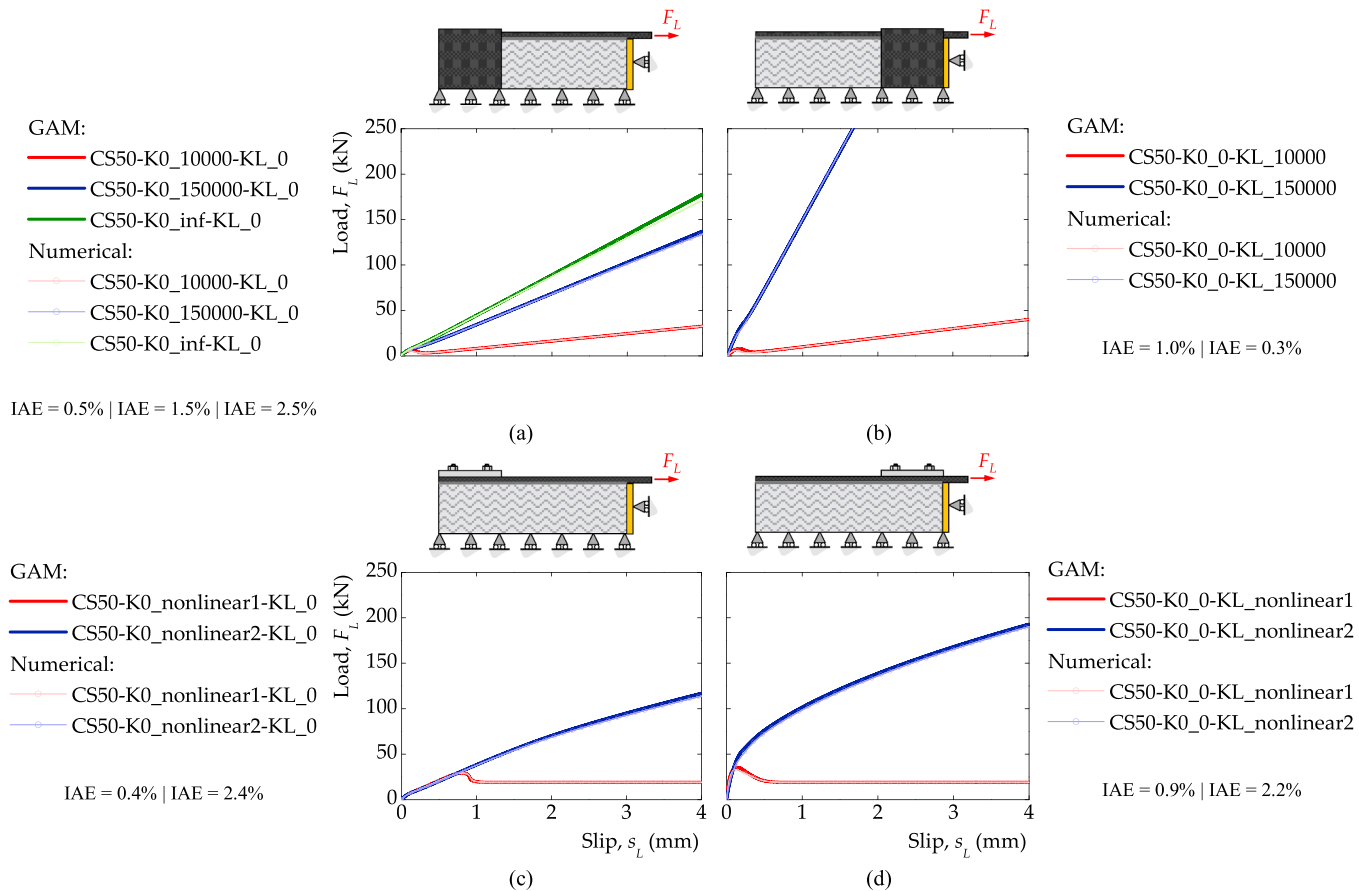 F_L
F_L
GAM:
CS50-K0_10000-KL_0
CS50-K0_150000-KL_0
CS50-K0_inf-KL_0
Numerical:
CS50-K0_10000-KL_0
CS50-K0_150000-KL_0
CS50-K0_inf-KL_0
IAE = 0.5% | IAE = 1.5% | IAE = 2.5%
Load, F_L (kN)
250
200
150
100
50
0
GAM:
CS50-K0_0-KL_10000
CS50-K0_0-KL_150000
Numerical:
CS50-K0_0-KL_10000
CS50-K0_0-KL_150000
IAE = 1.0% | IAE = 0.3%
(a)
(b)
F_L
F_L
GAM:
CS50-K0_nonlinear1-KL_0
CS50-K0_nonlinear2-KL_0
Numerical:
CS50-K0_nonlinear1-KL_0
CS50-K0_nonlinear2-KL_0
IAE = 0.4% | IAE = 2.4%
Load, F_L (kN)
250
200
150
100
50
0
0 1 2 3 4
Slip, s_L (mm)
0 1 2 3 4
Slip, s_L (mm)
GAM:
CS50-K0_0-KL_nonlinear1
CS50-K0_0-KL_nonlinear2
Numerical:
CS50-K0_0-KL_nonlinear1
CS50-K0_0-KL_nonlinear2
IAE = 0.9% | IAE = 2.2%
(c)
(d)